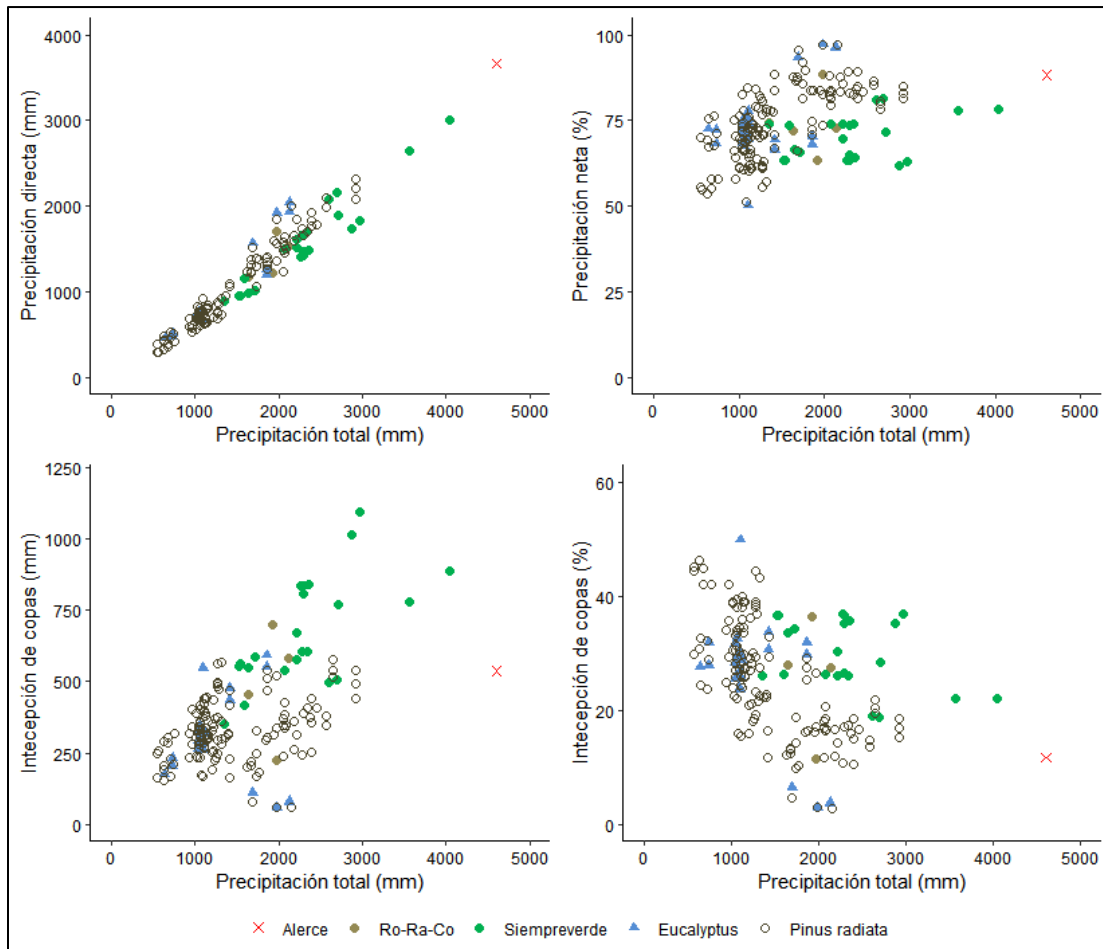 Precipitación directa (mm)
4000
3000
2000
1000
0
0 1000 2000 3000 4000 5000
Precipitación total (mm)
Precipitación neta (%)
100
75
50
25
0
0 1000 2000 3000 4000 5000
Precipitación total (mm)
Intecepción de copas (mm)
1250
1000
750
500
250
0
0 1000 2000 3000 4000 5000
Precipitación total (mm)
Intecepción de copas (%)
60
40
20
0
0 1000 2000 3000 4000 5000
Precipitación total (mm)
Alerce Ro-Ra-Co Siempreverde Eucalyptus Pinus radiata